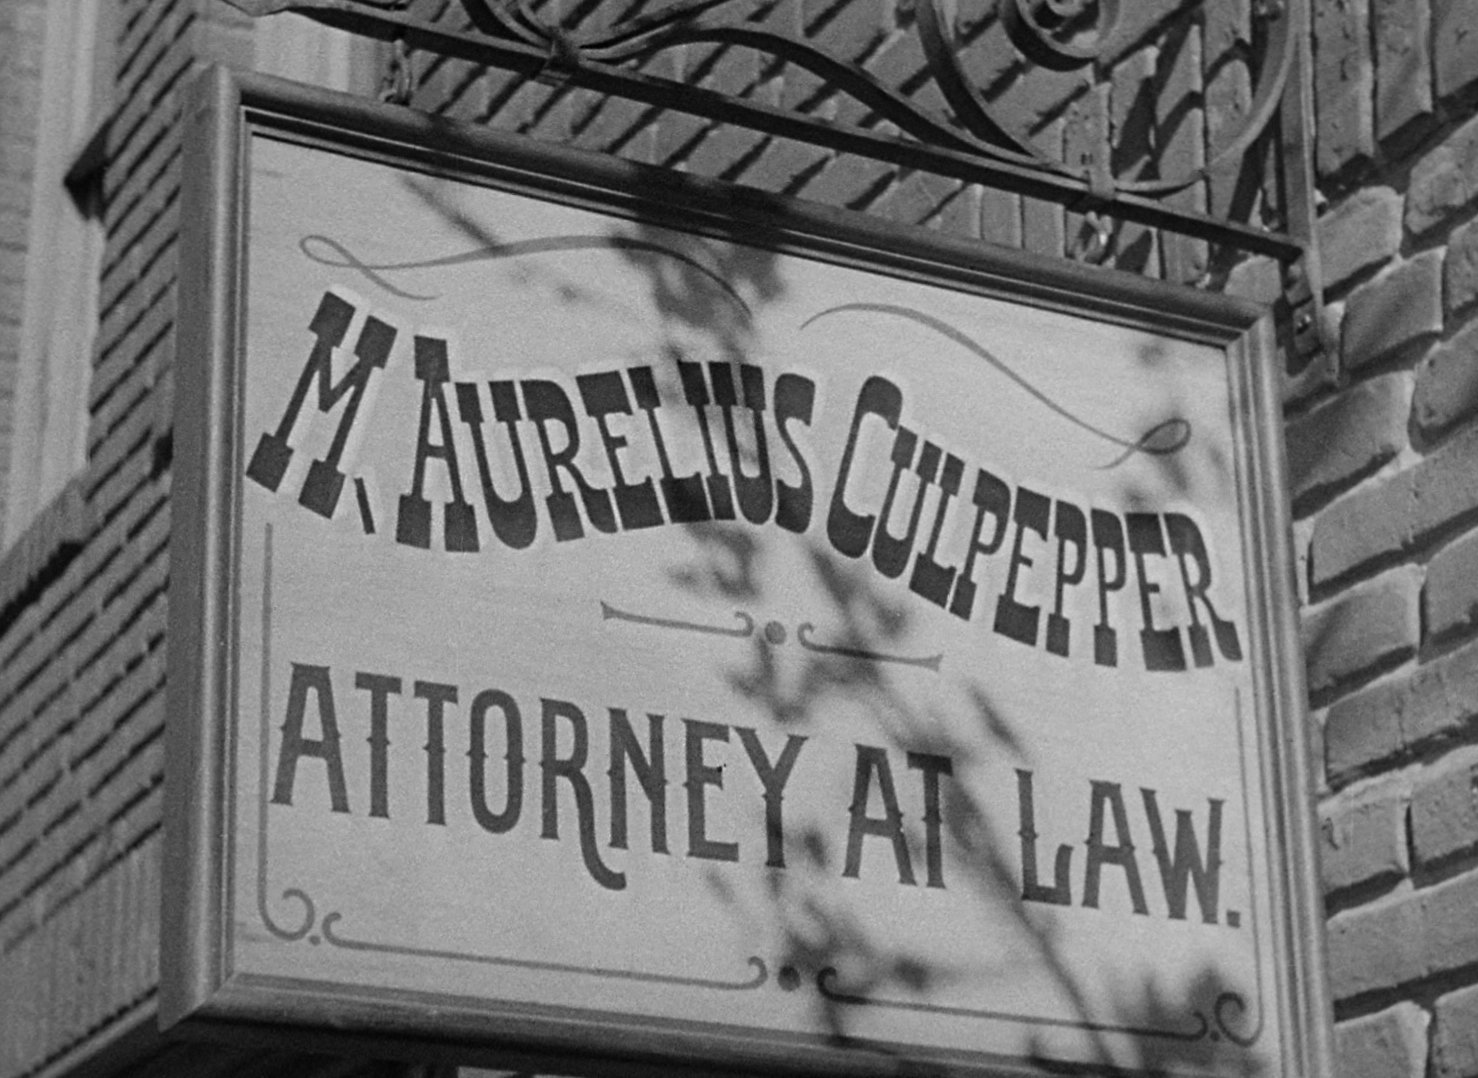 M. AURELIUS CULPEPPER
ATTORNEY AT LAW.